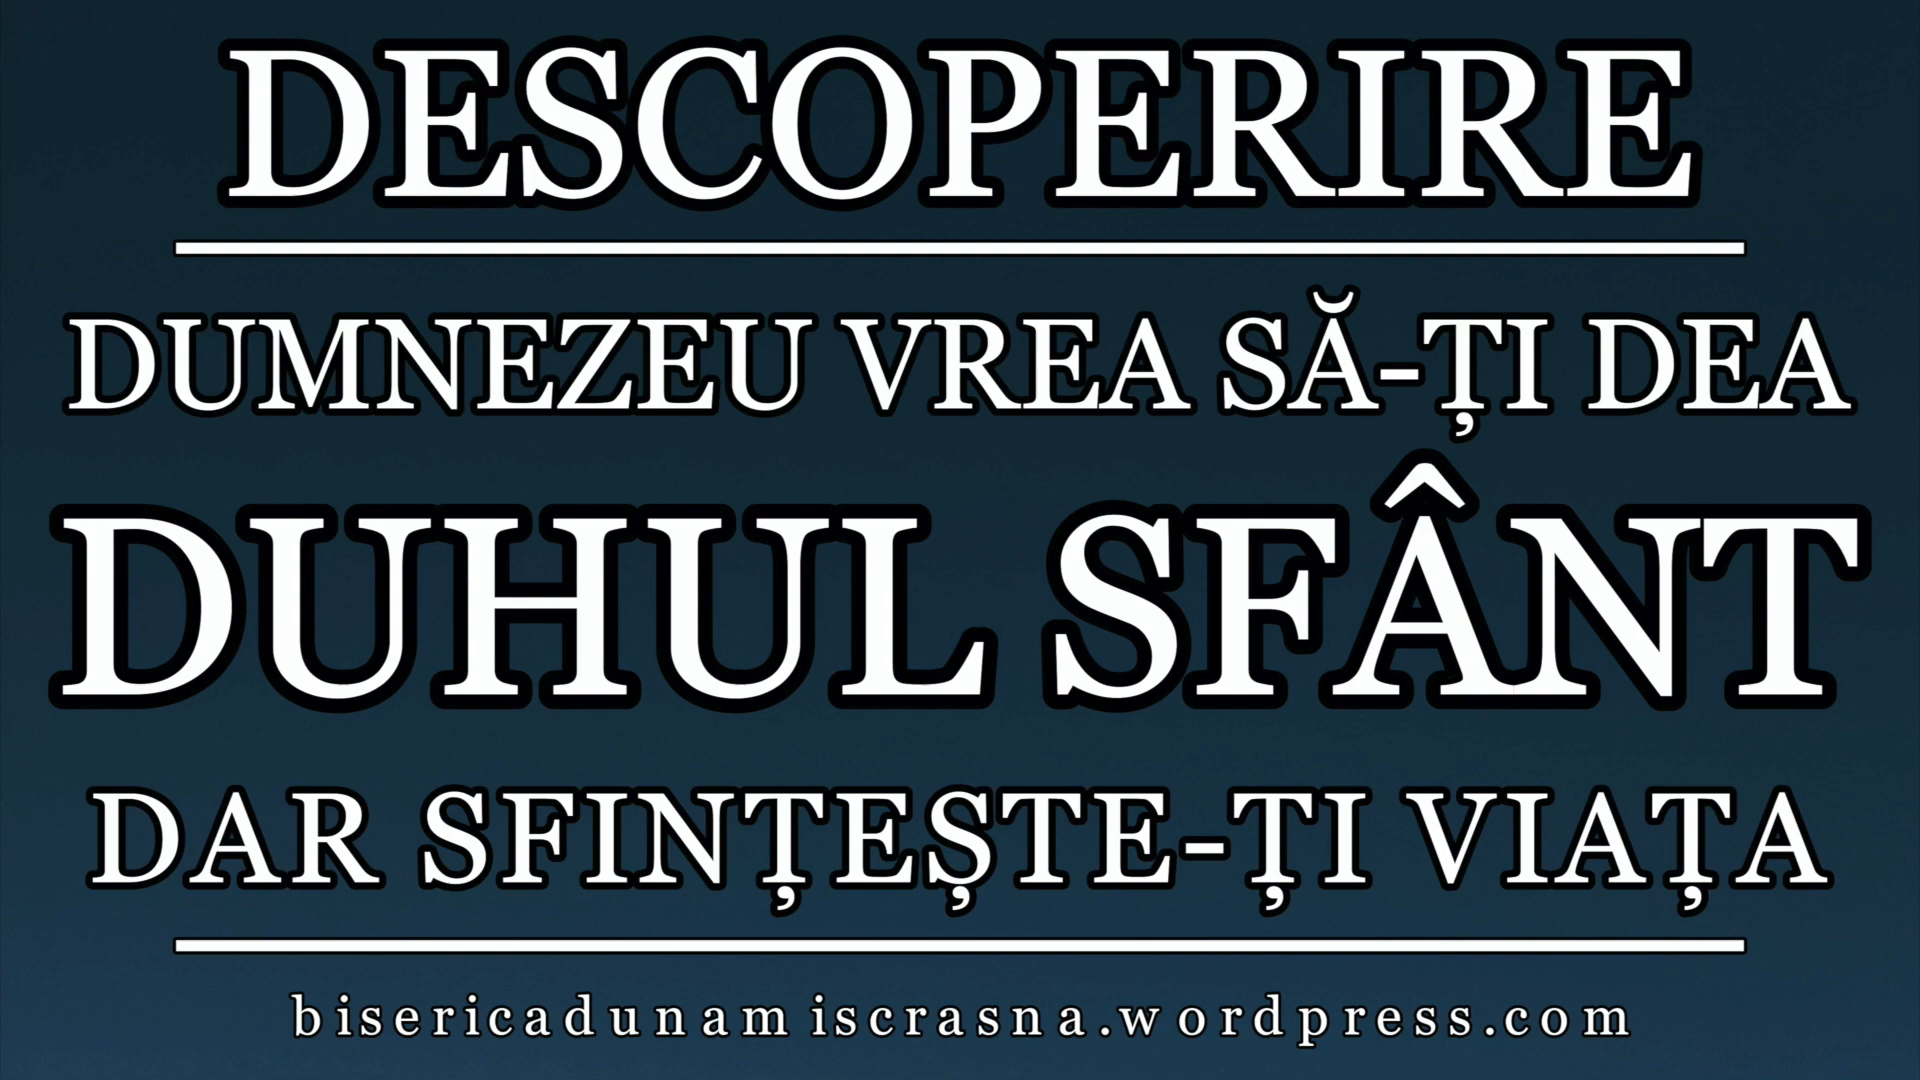 DESCOPERIRE
DUMNEZEU VREA SĂ-ȚI DEA
DUHUL SFÂNT
DAR SFINȚEȘTE-ȚI VIAȚA
bisericadunamiscrasna.wordpress.com